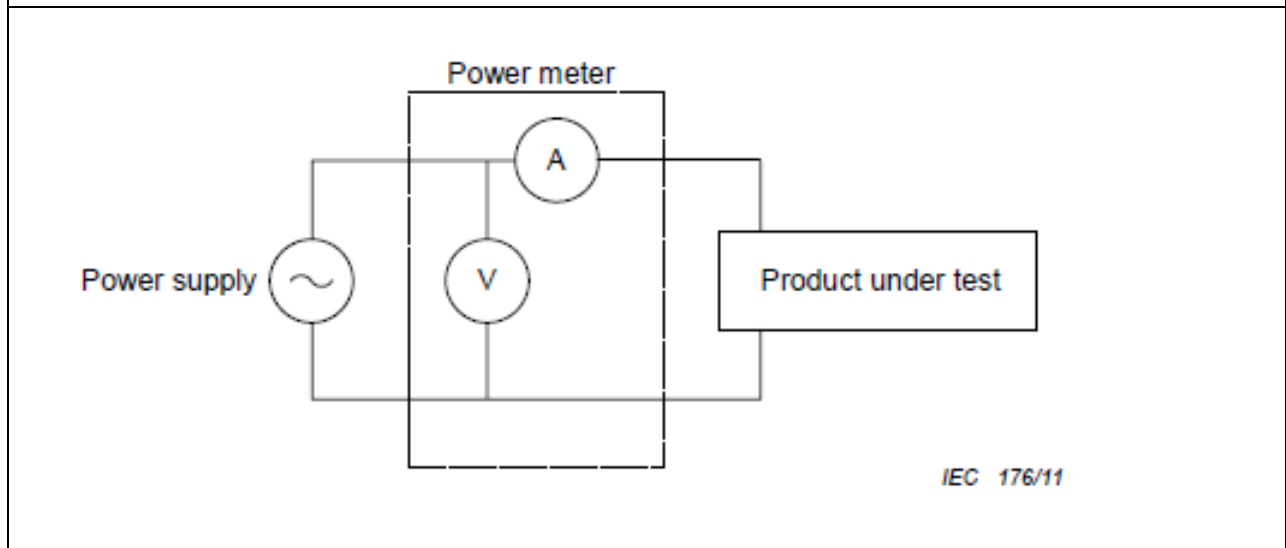 Power meter
A
Power supply
V
Product under test
IEC 176/11